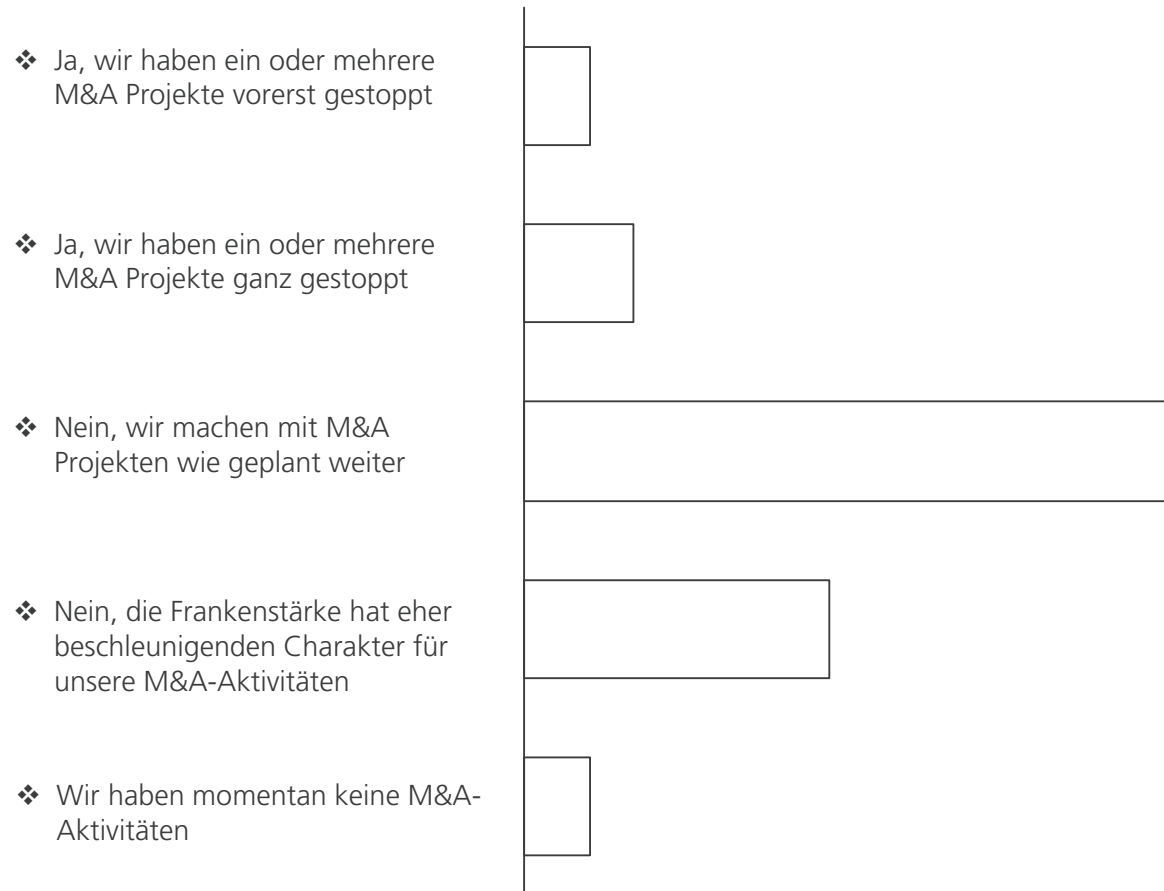 ❖ Ja, wir haben ein oder mehrere
M&A Projekte vorerst gestoppt
❖ Ja, wir haben ein oder mehrere
M&A Projekte ganz gestoppt
❖ Nein, wir machen mit M&A
Projekten wie geplant weiter
❖ Nein, die Frankenstärke hat eher
beschleunigenden Charakter für
unsere M&A-Aktivitäten
❖ Wir haben momentan keine M&A-
Aktivitäten